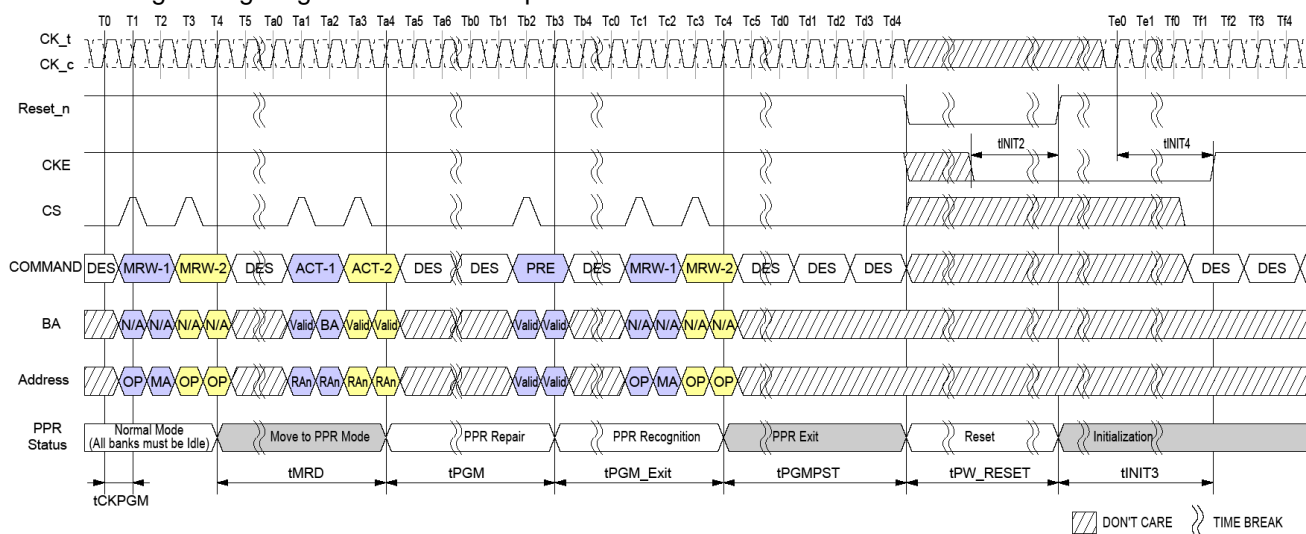 T0 T1 T2 T3 T4 T5 Ta0 Ta1 Ta2 Ta3 Ta4 Ta5 Ta6 Tb0 Tb1 Tb2 Tb3 Tb4 Tc0 Tc1 Tc2 Tc3 Tc4 Tc5 Td0 Td1 Td2 Td3 Td4 Te0 Te1 Tf0 Tf1 Tf2 Tf3 Tf4
CK_t
CK_c
Reset_n
tINIT2 tINIT4
CKE
CS
COMMAND DES MRW-1 MRW-2 DES ACT-1 ACT-2 DES DES PRE DES MRW-1 MRW-2 DES DES DES DES DES
BA N/A N/A N/A N/A Valid BA Valid Valid Valid Valid N/A N/A N/A N/A
Address OP MA OP OP RAn RAn RAn RAn Valid Valid OP MA OP OP
PPR Status Normal Mode (All banks must be Idle) Move to PPR Mode PPR Repair PPR Recognition PPR Exit Reset Initialization
tCKPGM tMRD tPGM tPGM_Exit tPGMPST tPW_RESET tINIT3
DON'T CARE TIME BREAK